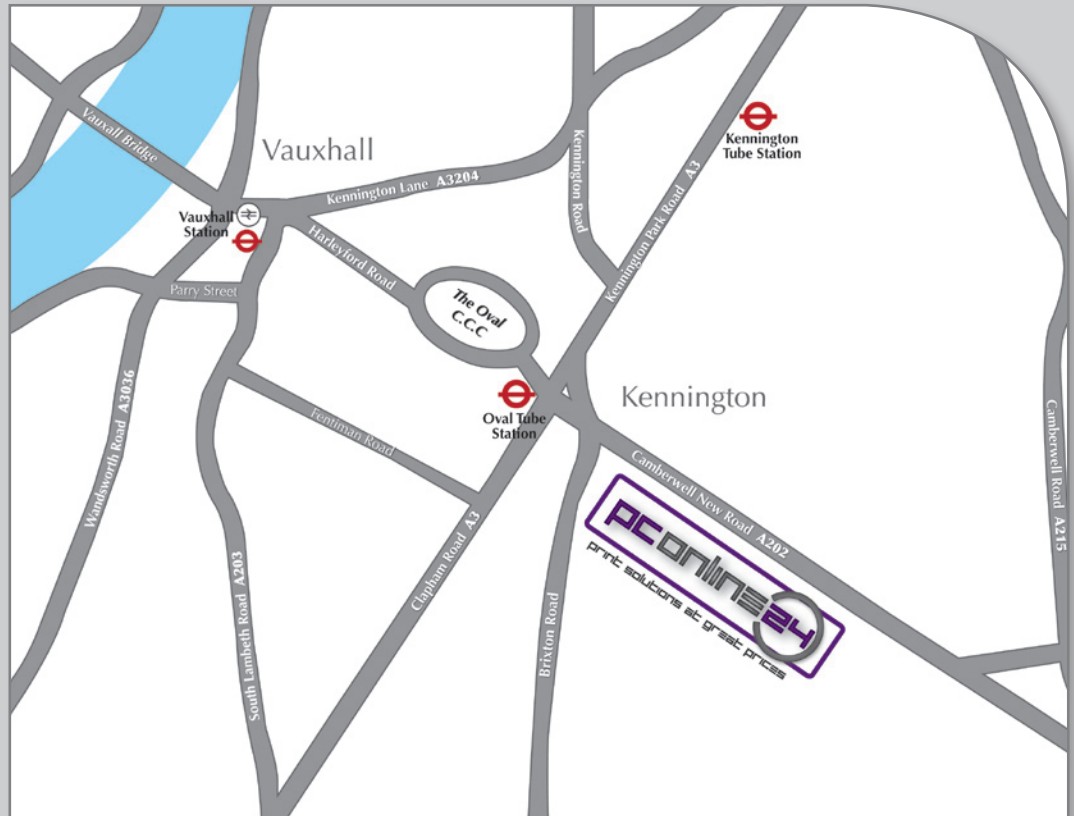 Vauxall Bridge
Vauxhall
Kennington
Tube Station
Kennington Road
Kennington Park Road A3
Kennington Lane A3204
Vauxhall
Station
Harleyford Road
Parry Street
The Oval
C.C.C
Wandsworth Road A3036
Fentiman Road
Oval Tube
Station
Kennington
Camberwell New Road A202
Camberwell Road A215
pconline24
print solutions at great prices
Clapham Road A3
South Lambeth Road A203
Brixton Road